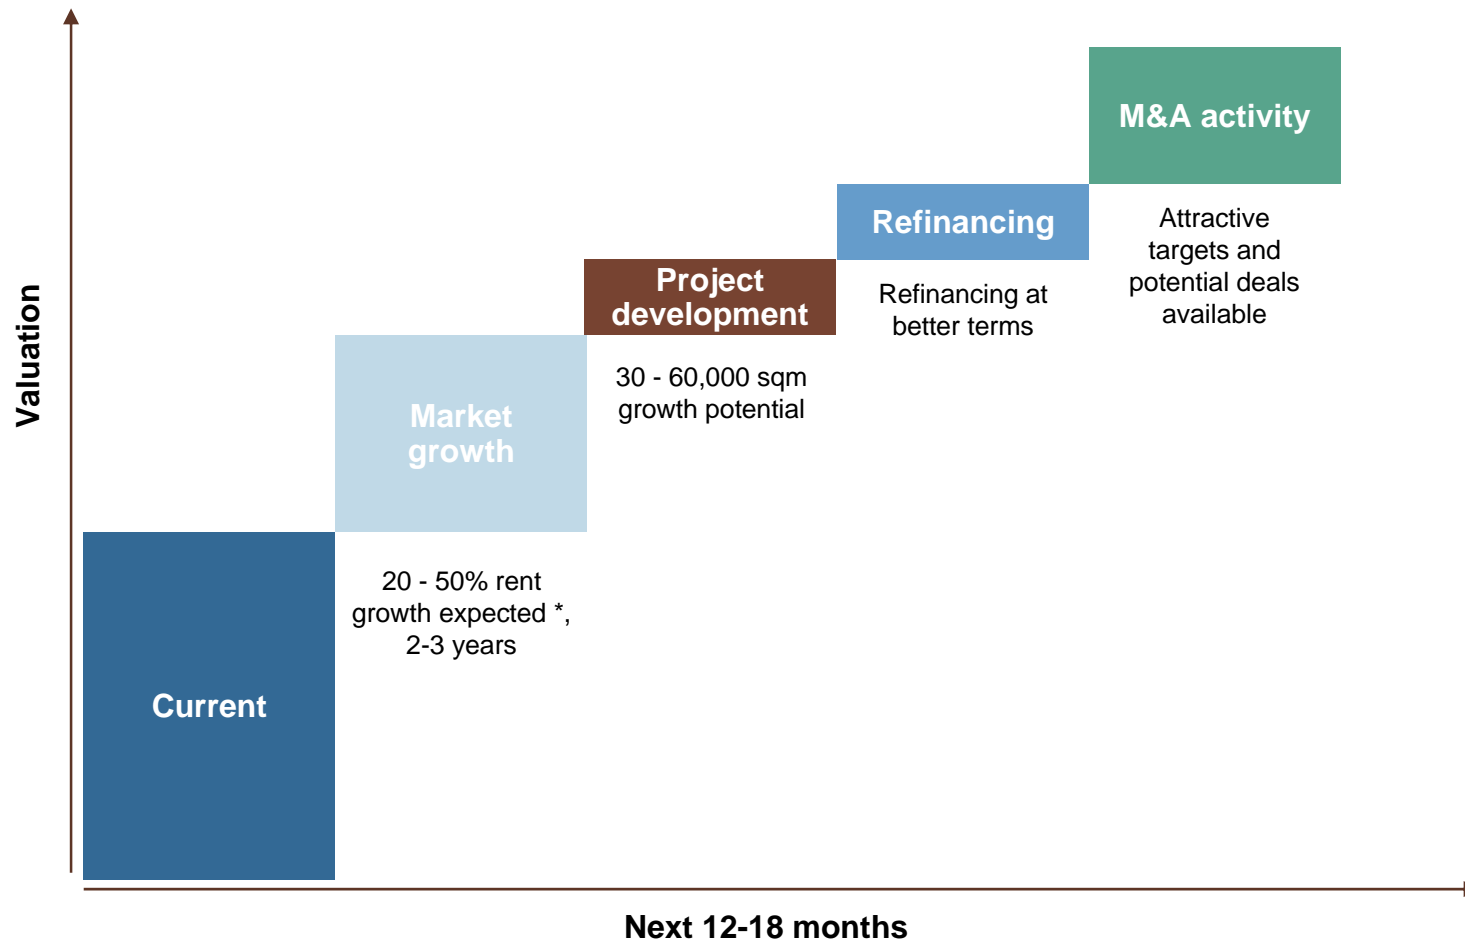 Valuation
Current
Market
growth
20 - 50% rent
growth expected *,
2-3 years
Project
development
30 - 60,000 sqm
growth potential
Refinancing
Refinancing at
better terms
M&A activity
Attractive
targets and
potential deals
available
Next 12-18 months